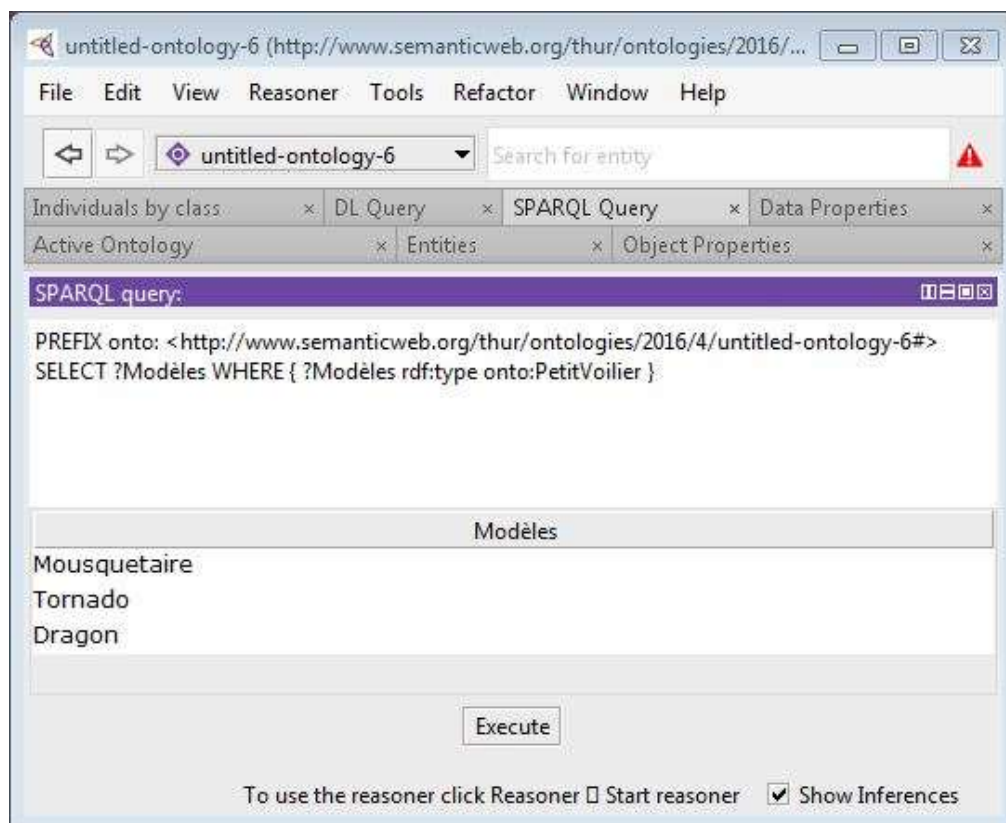 untitled-ontology-6 (http://www.semanticweb.org/thur/ontologies/2016/...
File Edit View Reasoner Tools Refactor Window Help
untitled-ontology-6 Search for entity
Individuals by class × DL Query × SPARQL Query × Data Properties ×
Active Ontology × Entities × Object Properties ×
SPARQL query:
PREFIX onto: <http://www.semanticweb.org/thur/ontologies/2016/4/untitled-ontology-6#>
SELECT ?Modèles WHERE { ?Modèles rdf:type onto:PetitVoilier }
Modèles
Mousquetaire
Tornado
Dragon
Execute
To use the reasoner click Reasoner ▯ Start reasoner Show Inferences